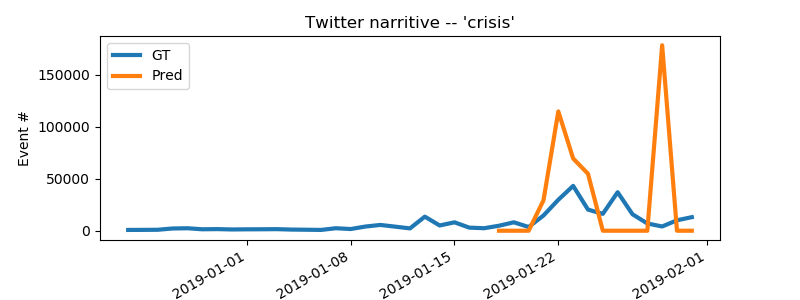 Twitter narritive -- 'crisis'
GT
Pred
Event #
150000
100000
50000
0
2019-01-01
2019-01-08
2019-01-15
2019-01-22
2019-02-01